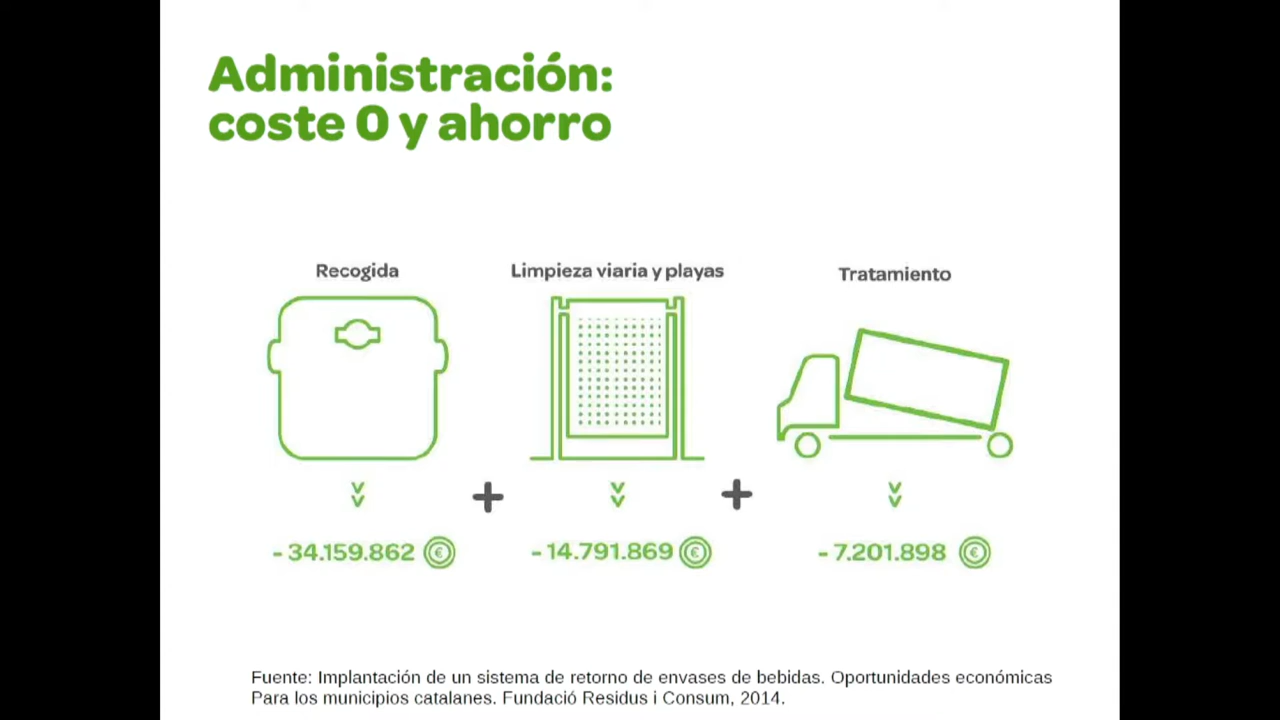 Administración:
coste 0 y ahorro
Recogida
Limpieza viaria y playas
Tratamiento
+
+
- 34.159.862 €
- 14.791.869 €
- 7.201.898 €
Fuente: Implantación de un sistema de retorno de envases de bebidas. Oportunidades económicas
Para los municipios catalanes. Fundació Residus i Consum, 2014.